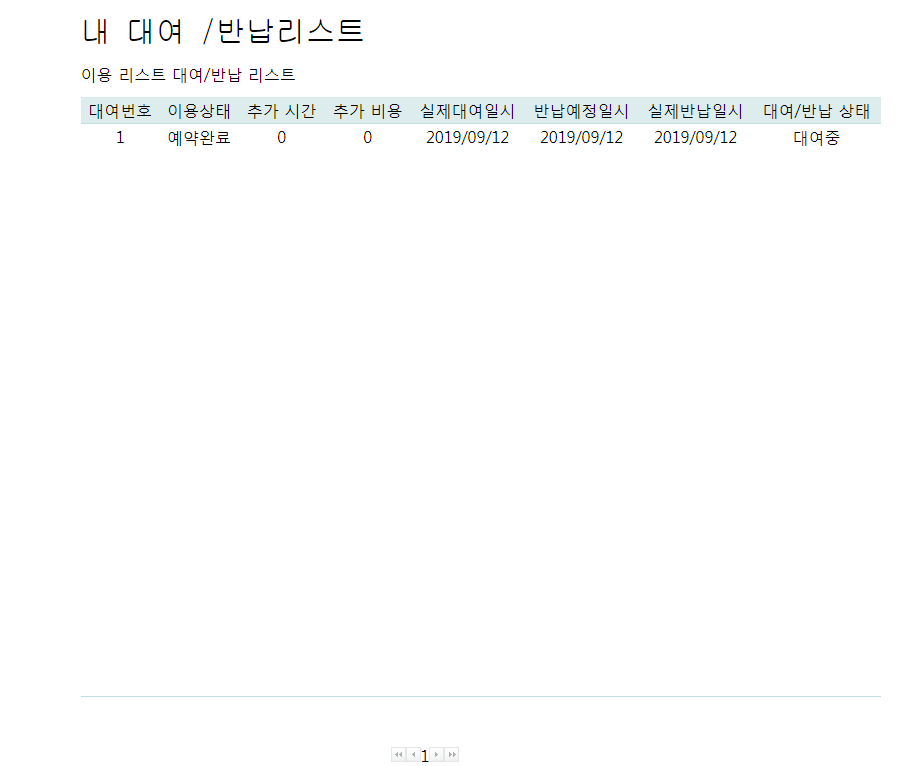 내 대여 /반납리스트
이용 리스트 대여/반납 리스트
대여번호 이용상태 추가 시간 추가 비용 실제대여일시 반납예정일시 실제반납일시 대여/반납 상태
1 예약완료 0 0 2019/09/12 2019/09/12 2019/09/12 대여중
1